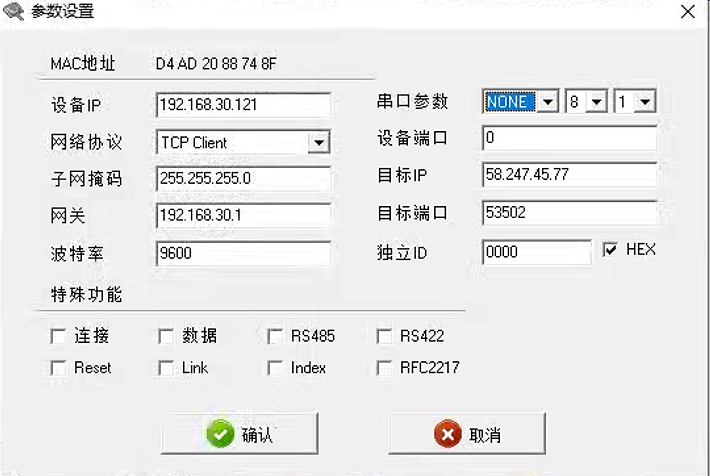 参数设置
MAC地址 D4 AD 20 88 74 8F
设备IP 192.168.30.121 串口参数 NONE 8 1
网络协议 TCP Client 设备端口 0
子网掩码 255.255.255.0 目标IP 58.247.45.77
网关 192.168.30.1 目标端口 53502
波特率 9600 独立ID 0000 HEX
特殊功能
连接 数据 RS485 RS422
Reset Link Index RFC2217
确认 取消